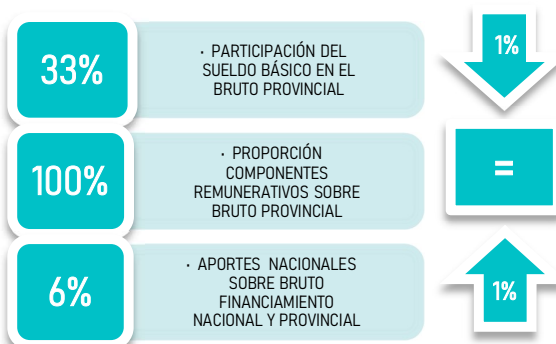 33%
· PARTICIPACIÓN DEL
SUELDO BÁSICO EN EL
BRUTO PROVINCIAL
1%
100%
· PROPORCIÓN
COMPONENTES
REMUNERATIVOS SOBRE
BRUTO PROVINCIAL
=
6%
· APORTES NACIONALES
SOBRE BRUTO
FINANCIAMIENTO
NACIONAL Y PROVINCIAL
1%